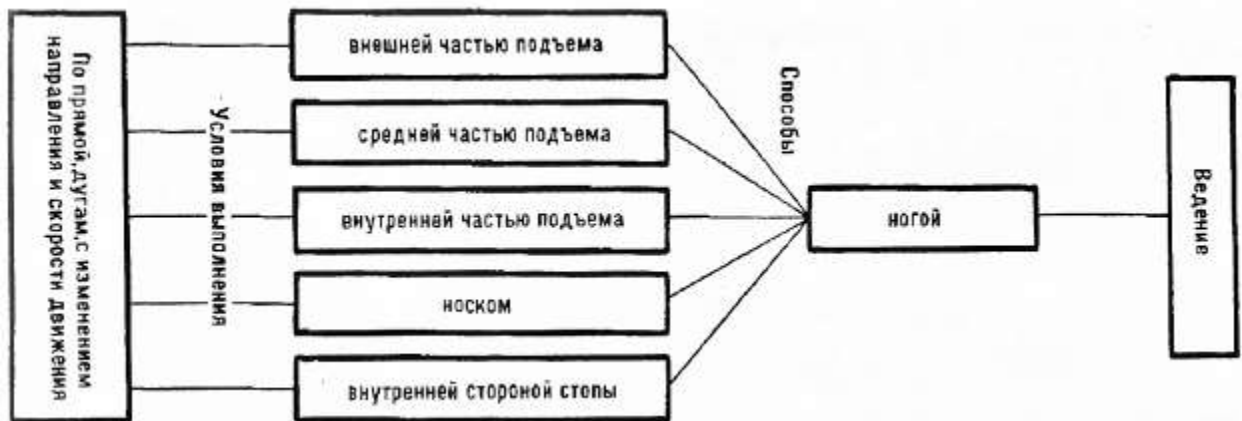 По прямой, дугам, с изменением
направления и скорости движения
Условия выполнения
внешней частью подъема
средней частью подъема
внутренней частью подъема
носком
внутренней стороной стопы
Способы
ногой
Ведение